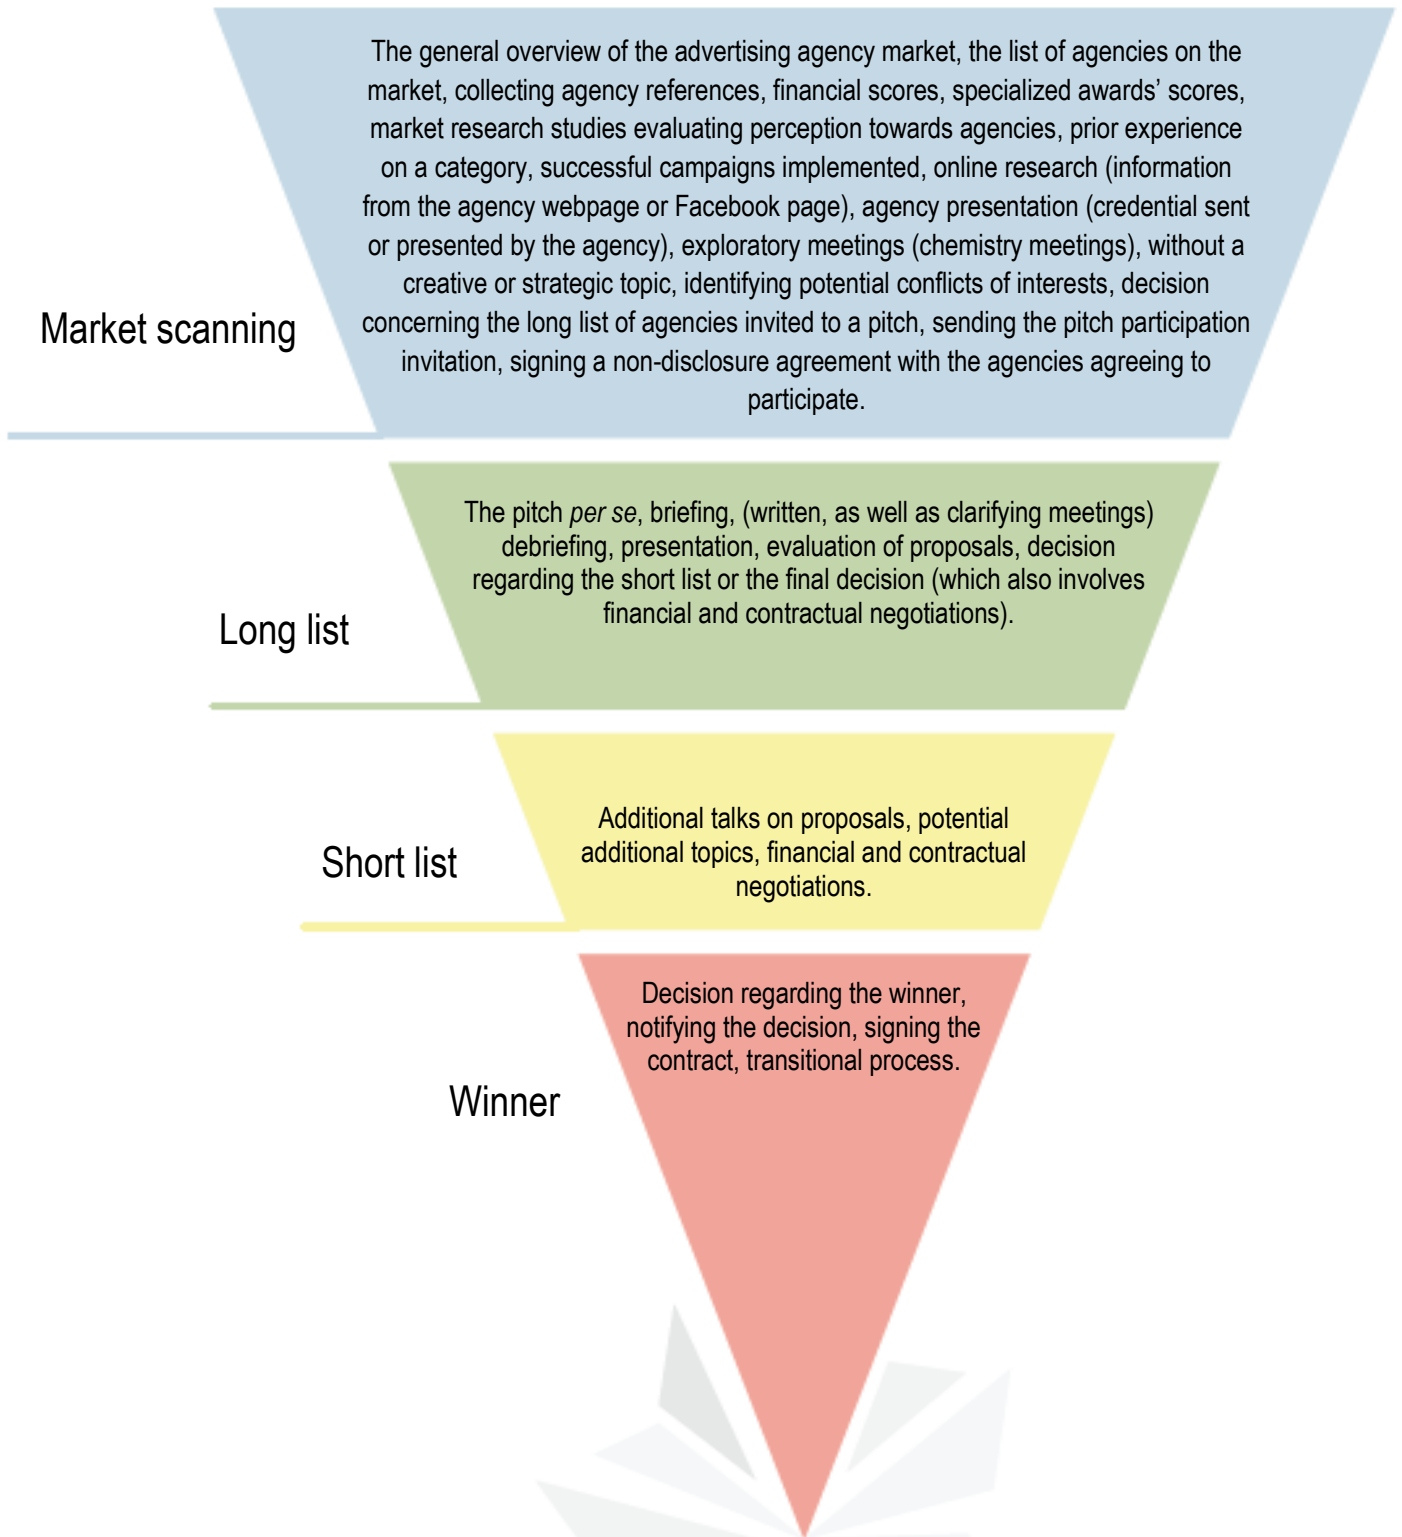 The general overview of the advertising agency market, the list of agencies on the
market, collecting agency references, financial scores, specialized awards’ scores,
market research studies evaluating perception towards agencies, prior experience
on a category, successful campaigns implemented, online research (information
from the agency webpage or Facebook page), agency presentation (credential sent
or presented by the agency), exploratory meetings (chemistry meetings), without a
creative or strategic topic, identifying potential conflicts of interests, decision
concerning the long list of agencies invited to a pitch, sending the pitch participation
invitation, signing a non-disclosure agreement with the agencies agreeing to
participate.
Market scanning
The pitch per se, briefing, (written, as well as clarifying meetings)
debriefing, presentation, evaluation of proposals, decision
regarding the short list or the final decision (which also involves
financial and contractual negotiations).
Long list
Additional talks on proposals, potential
additional topics, financial and contractual
negotiations.
Short list
Decision regarding the winner,
notifying the decision, signing the
contract, transitional process.
Winner